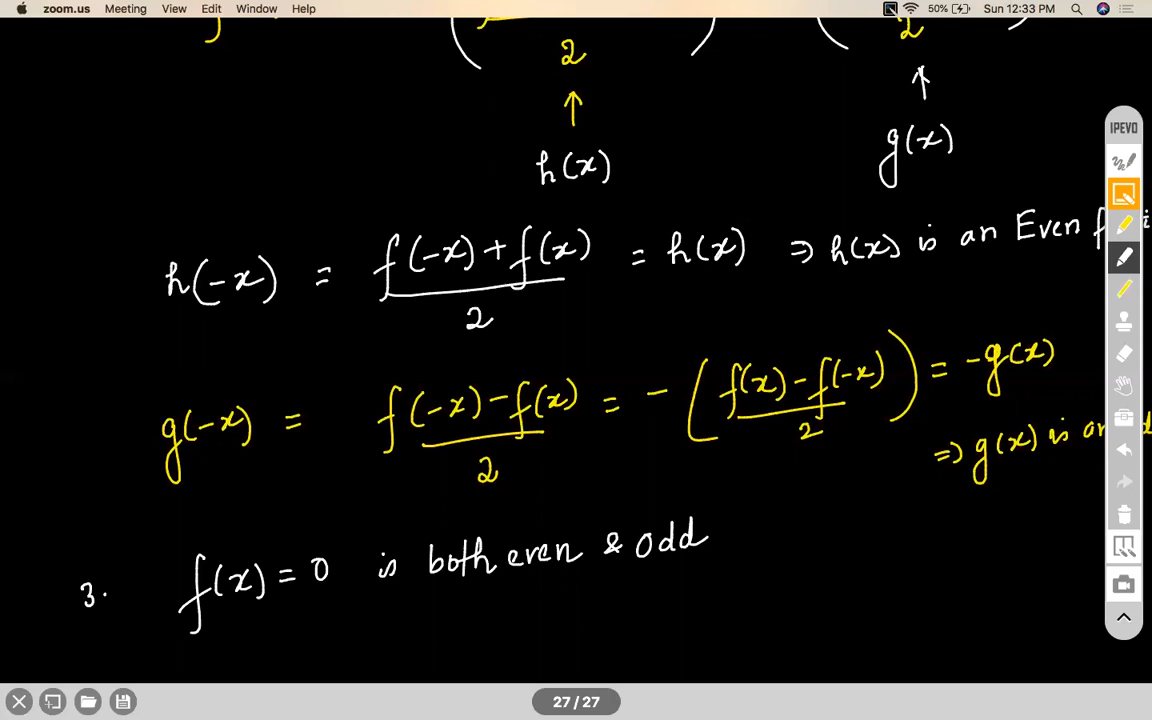 zoom.us Meeting View Edit Window Help 50% Sun 12:33 PM
2 2
h(x) g(x)
IPEVO
h(-x) = f(-x)+f(x) / 2 = h(x) ⇒ h(x) is an Even
g(-x) = f(-x)-f(x) / 2 = -(f(x)-f(-x) / 2) = -g(x)
⇒ g(x) is
3. f(x) = 0 is both even & odd
27 / 27